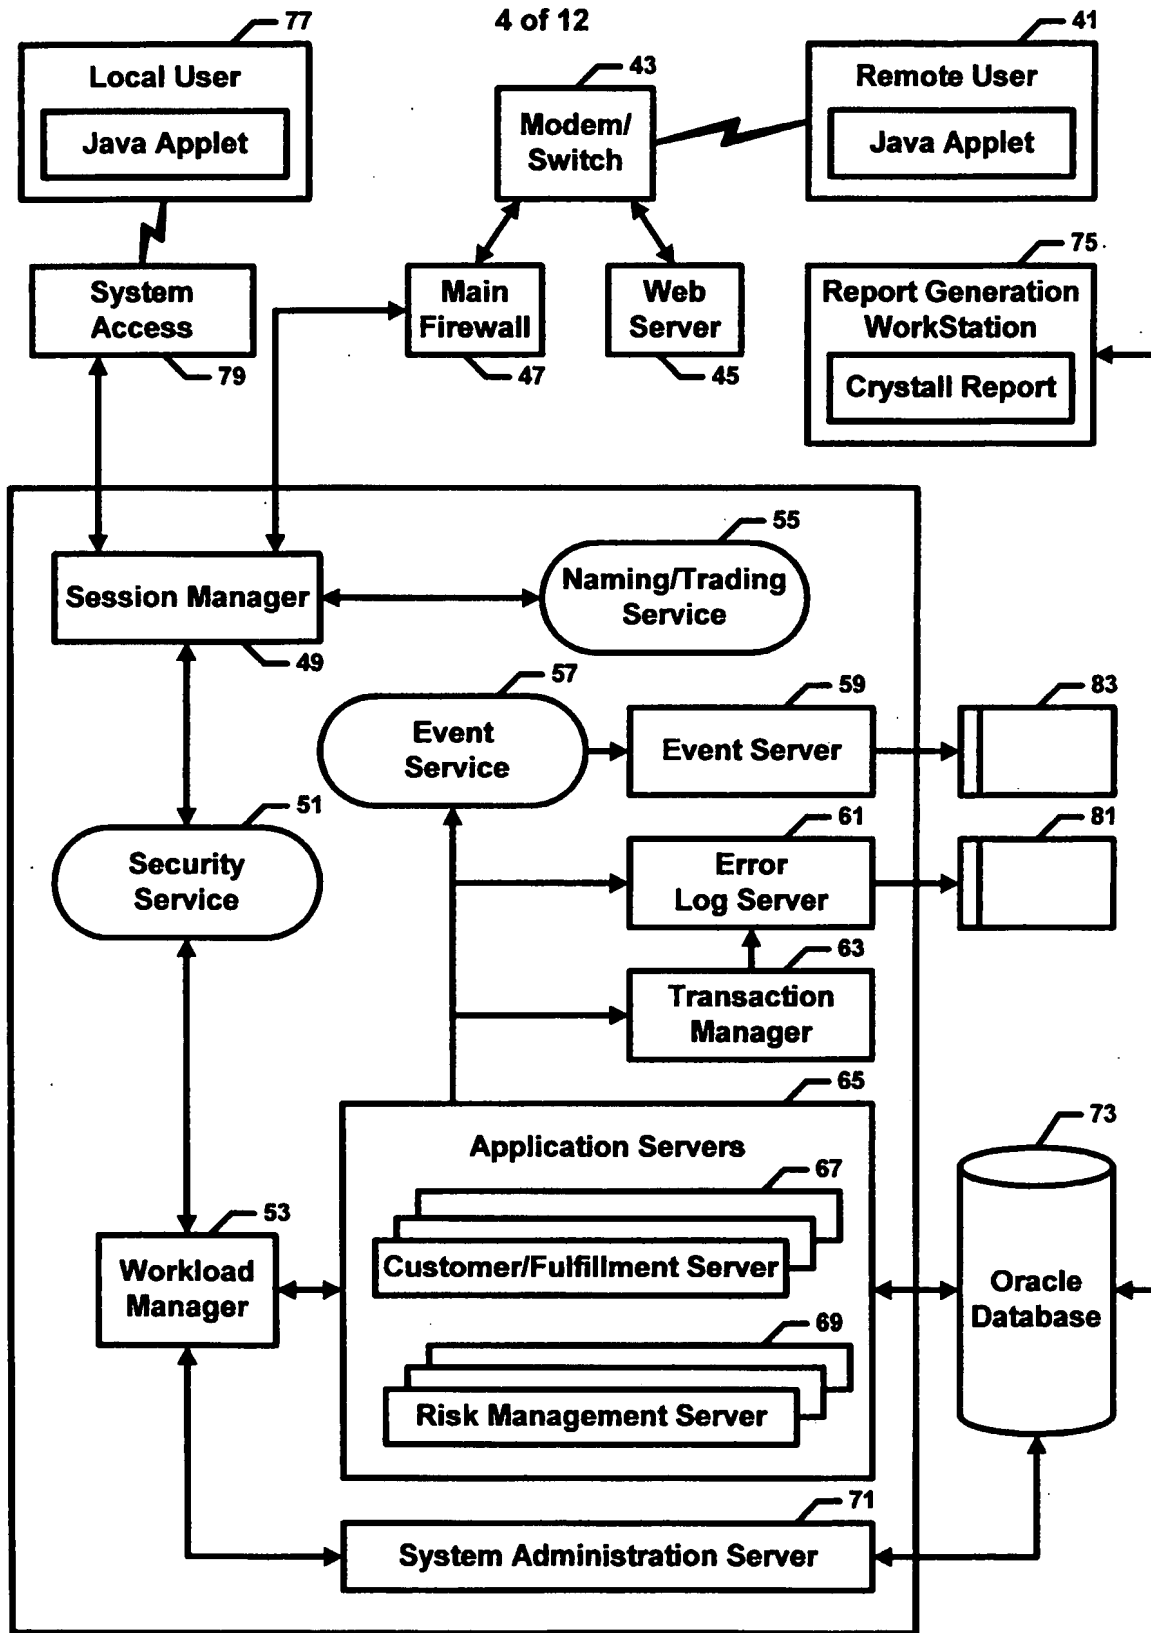 4 of 12
77
Local User
Java Applet
43
Modem/
Switch
41
Remote User
Java Applet
System
Access
79
Main
Firewall
47
Web
Server
45
75
Report Generation
WorkStation
Crystall Report
Session Manager
49
55
Naming/Trading
Service
57
Event
Service
59
Event Server
83
51
Security
Service
61
Error
Log Server
81
63
Transaction
Manager
65
Application Servers
67
Customer/Fulfillment Server
69
Risk Management Server
53
Workload
Manager
73
Oracle
Database
71
System Administration Server